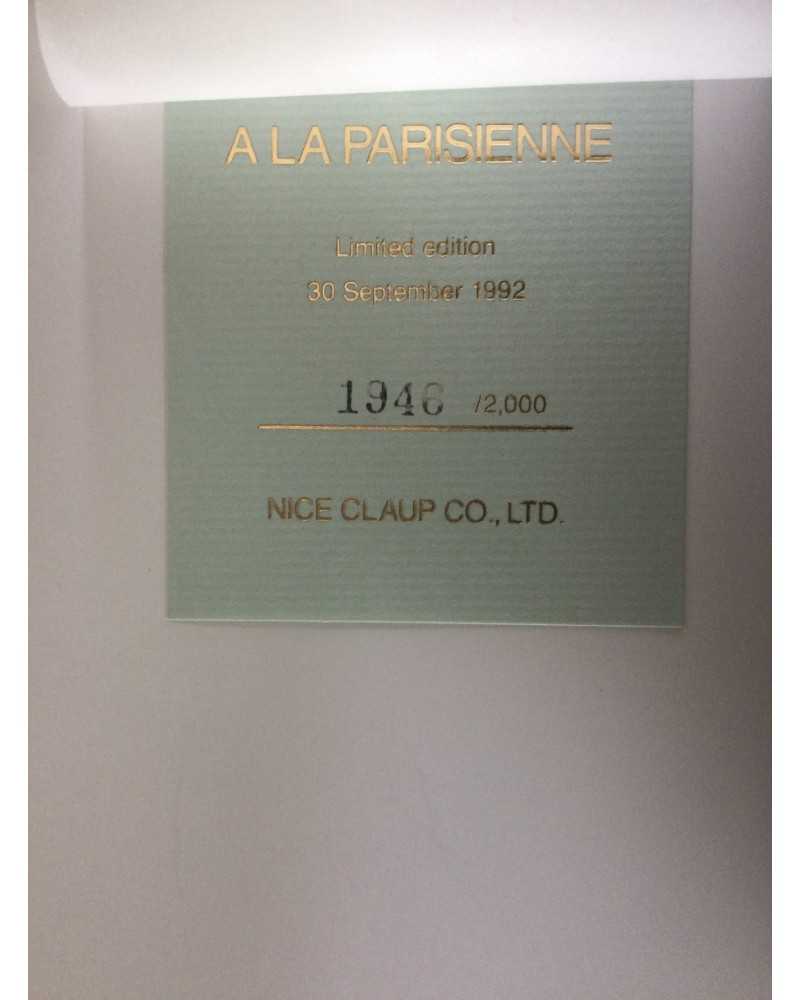 A LA PARISIENNE
Limited edition
30 September 1992
1946 /2,000
NICE CLAUP CO., LTD.